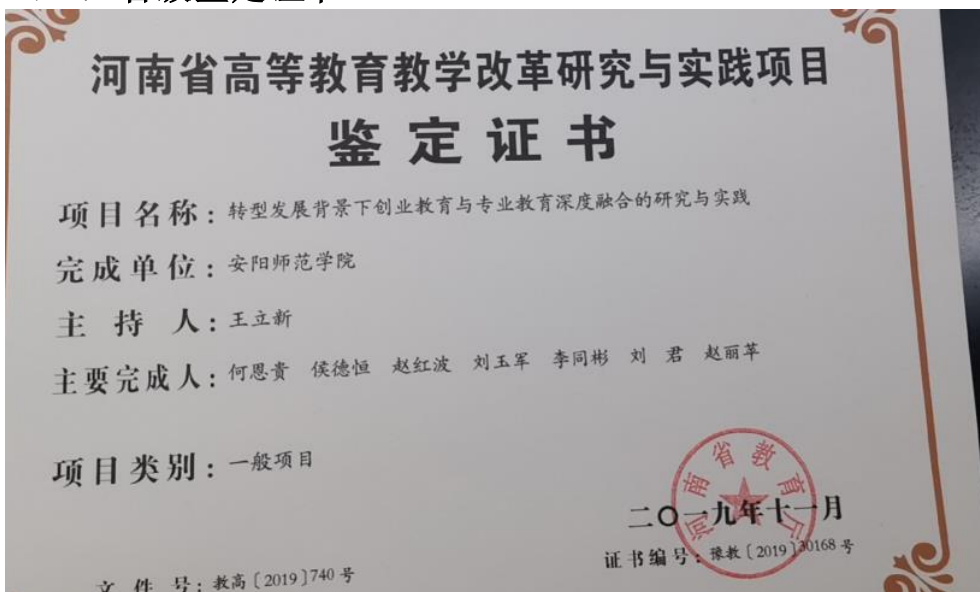 河南省高等教育教学改革研究与实践项目
鉴定证书
项目名称：转型发展背景下创业教育与专业教育深度融合的研究与实践
完成单位：安阳师范学院
主持人：王立新
主要完成人：何恩贵 侯德恒 赵红波 刘玉军 李同彬 刘君 赵丽苹
项目类别：一般项目
河南省教育厅
二〇一九年十一月
证书编号：豫教〔2019〕30168号
文件号：教高〔2019〕740号